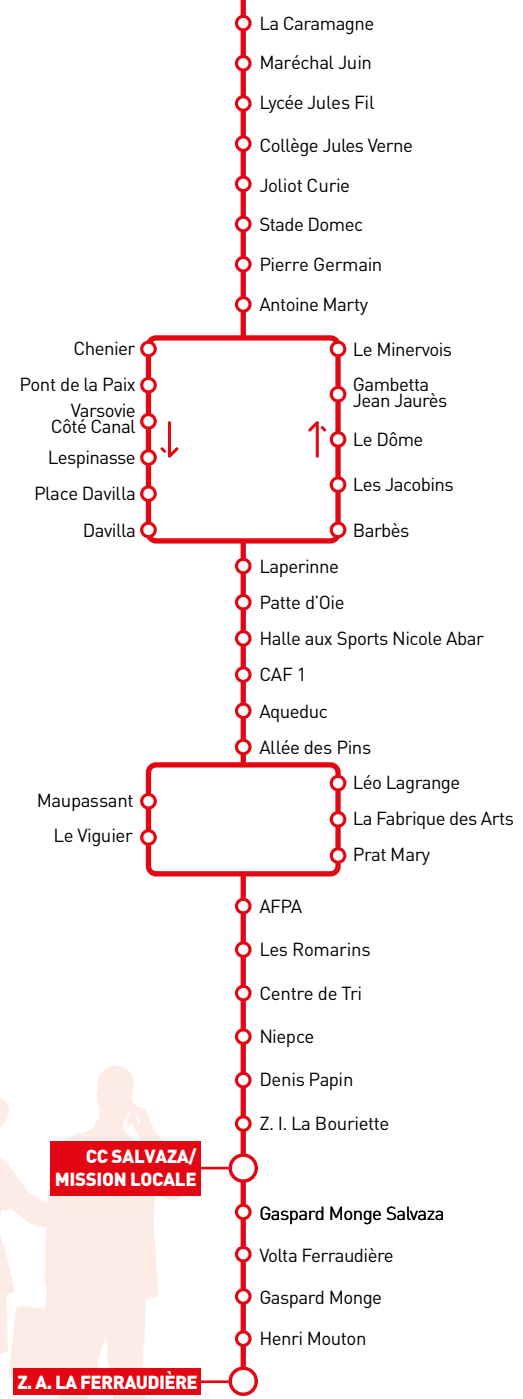 La Caramagne
Maréchal Juin
Lycée Jules Fil
Collège Jules Verne
Joliot Curie
Stade Domec
Pierre Germain
Antoine Marty
Chenier
Pont de la Paix
Varsovie
Côté Canal
Lespinasse
Place Davilla
Davilla
Le Minervois
Gambetta
Jean Jaurès
Le Dôme
Les Jacobins
Barbès
Laperinne
Patte d’Oie
Halle aux Sports Nicole Abar
CAF 1
Aqueduc
Allée des Pins
Maupassant
Le Viguier
Léo Lagrange
La Fabrique des Arts
Prat Mary
AFPA
Les Romarins
Centre de Tri
Niepce
Denis Papin
Z. I. La Bouriette
CC SALVAZA/
MISSION LOCALE
Gaspard Monge Salvaza
Volta Ferraudière
Gaspard Monge
Henri Mouton
Z. A. LA FERRAUDIÈRE